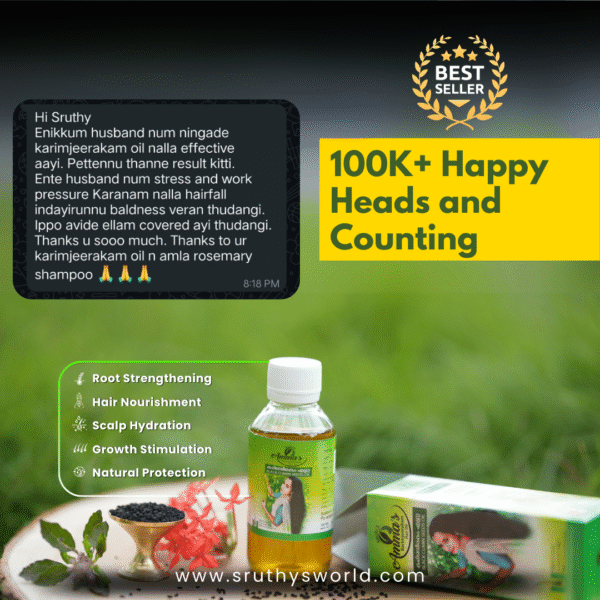 BEST
SELLER
Hi Sruthy
Enikkum husband num ningade
karimjeerakam oil nalla effective
aayi. Pettennu thanne result kitti.
Ente husband num stress and work
pressure Karanam nalla hairfall
indayirunnu baldness veran thudangi.
Ippo avide ellam covered ayi thudangi.
Thanks u sooo much. Thanks to ur
karimjeerakam oil n amla rosemary
shampoo 🙏🙏🙏
8:18 PM
100K+ Happy
Heads and
Counting
Root Strengthening
Hair Nourishment
Scalp Hydration
Growth Stimulation
Natural Protection
Amma's
Amma's
www.sruthysworld.com